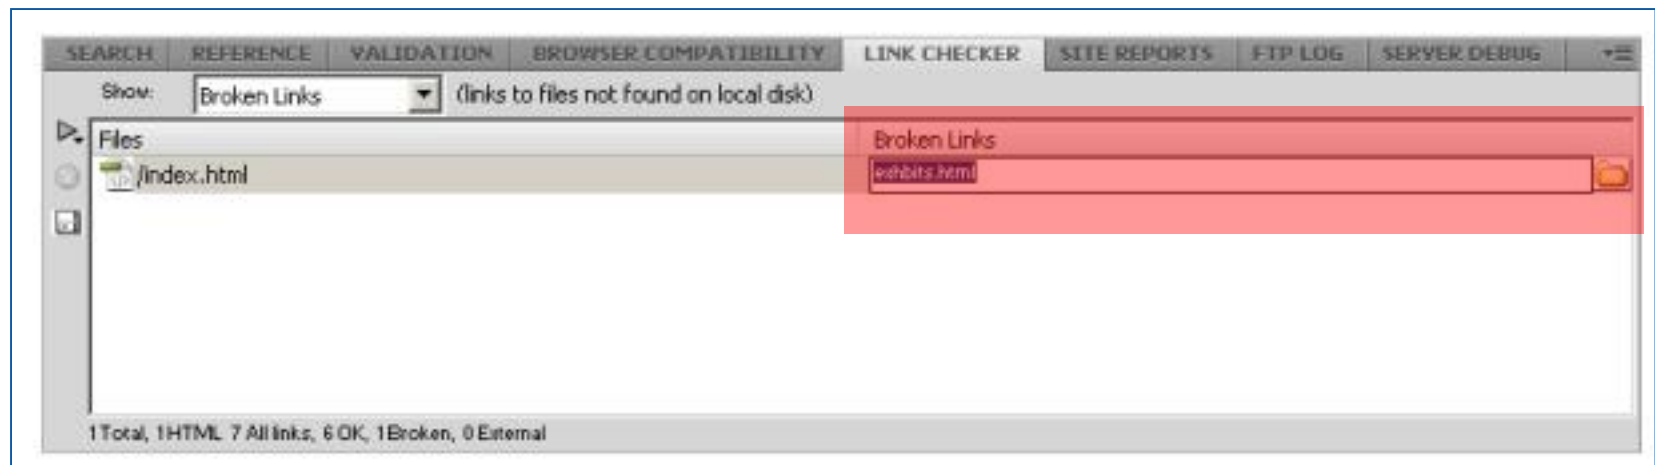 SEARCH REFERENCE VALIDATION BROWSER COMPATIBILITY LINK CHECKER SITE REPORTS FTP LOG SERVER DEBUG
Show: Broken Links (links to files not found on local disk)
Files Broken Links
/index.html exhbits.html
1 Total, 1 HTML 7 All links, 6 OK, 1 Broken, 0 External